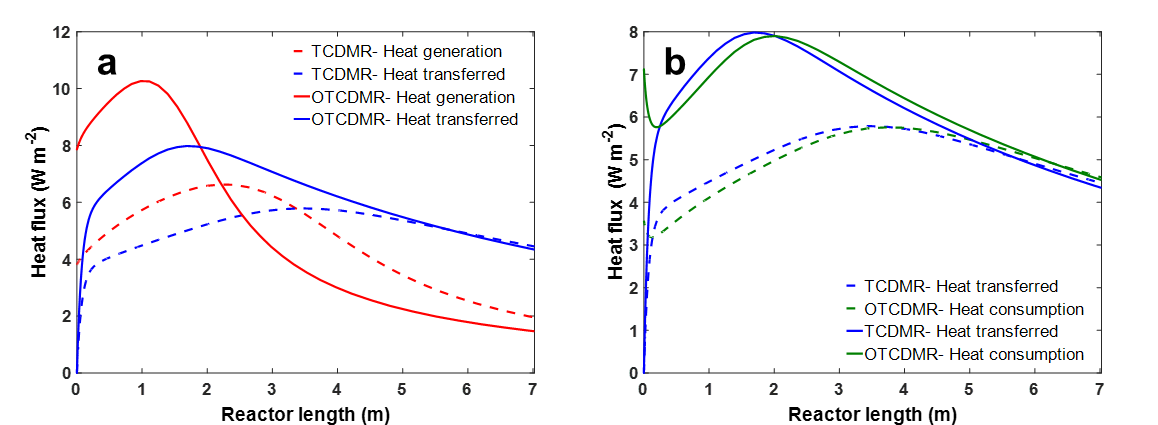 a
12
10
8
6
4
2
0
Heat flux (W m-2)
TCDMR- Heat generation
TCDMR- Heat transferred
OTCDMR- Heat generation
OTCDMR- Heat transferred
0 1 2 3 4 5 6 7
Reactor length (m)
b
8
7
6
5
4
3
2
1
0
Heat flux (W m-2)
TCDMR- Heat transferred
OTCDMR- Heat consumption
TCDMR- Heat transferred
OTCDMR- Heat consumption
0 1 2 3 4 5 6 7
Reactor length (m)